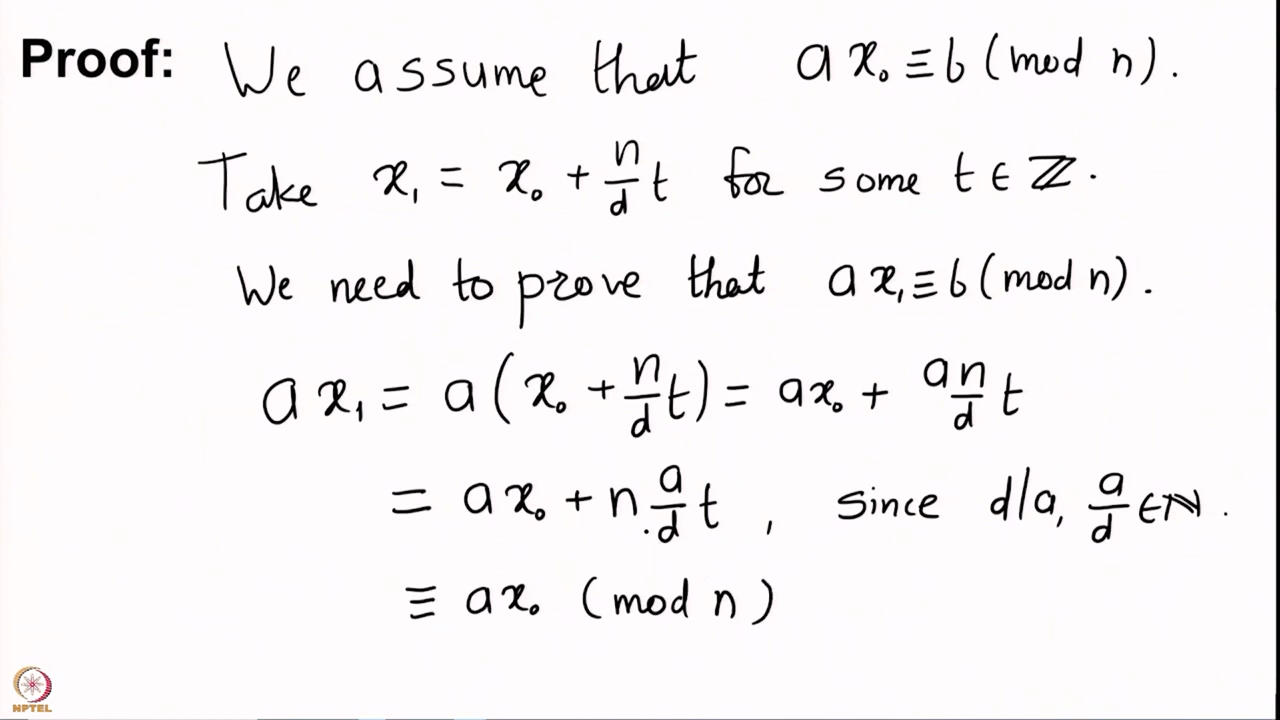 Proof: We assume that ax₀ ≡ b (mod n).
Take x₁ = x₀ + n/d t for some t ∈ ℤ.
We need to prove that ax₁ ≡ b (mod n).
ax₁ = a(x₀ + n/d t) = ax₀ + an/d t
= ax₀ + n.a/d t, since d/a, a/d ∈ ℕ.
≡ ax₀ (mod n)
NPTEL